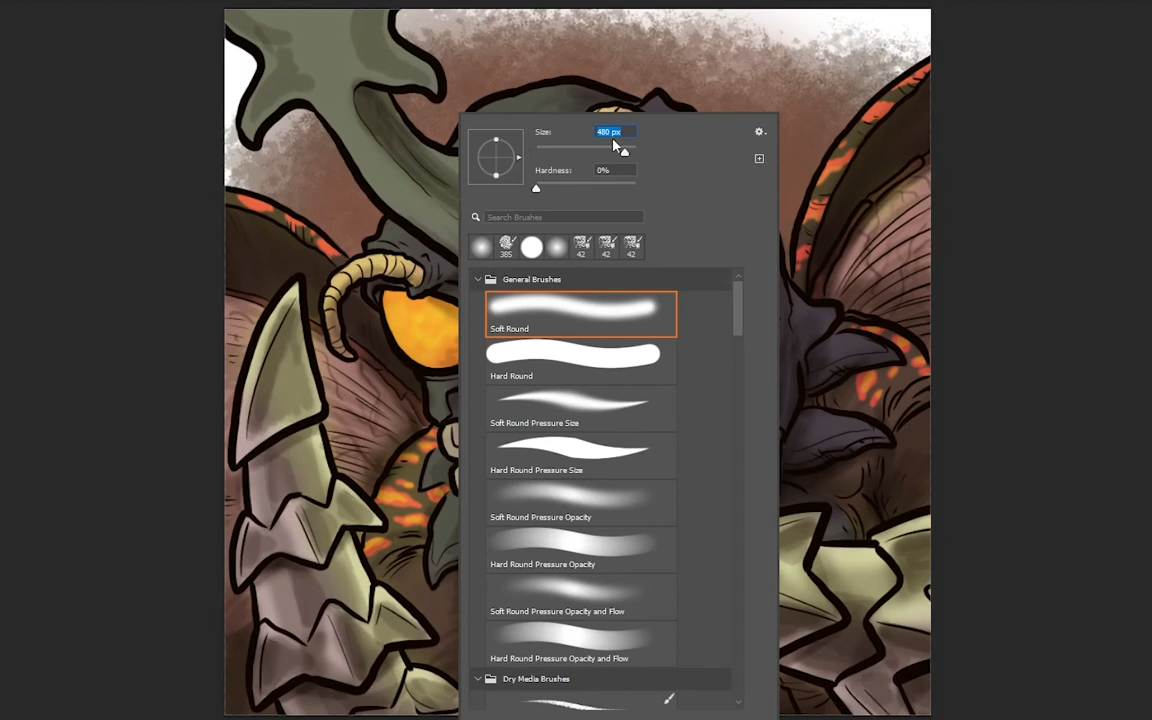 Size:
480 px
Hardness:
0%
Search Brushes
385
42
42
42
General Brushes
Soft Round
Hard Round
Soft Round Pressure Size
Hard Round Pressure Size
Soft Round Pressure Opacity
Hard Round Pressure Opacity
Soft Round Pressure Opacity and Flow
Hard Round Pressure Opacity and Flow
Dry Media Brushes